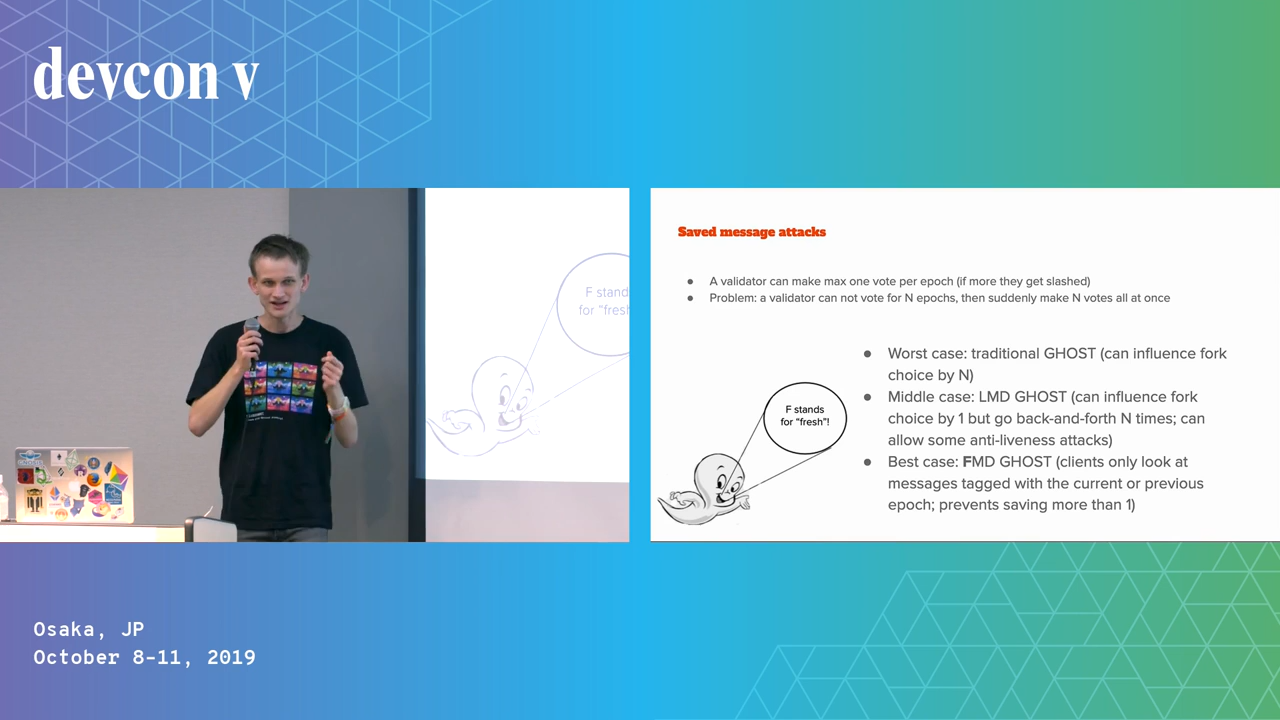 devcon v
F stand
for "fresh
Saved message attacks
● A validator can make max one vote per epoch (if more they get slashed)
● Problem: a validator can not vote for N epochs, then suddenly make N votes all at once
● Worst case: traditional GHOST (can influence fork
choice by N)
● Middle case: LMD GHOST (can influence fork
choice by 1 but go back-and-forth N times; can
allow some anti-liveness attacks)
● Best case: FMD GHOST (clients only look at
messages tagged with the current or previous
epoch; prevents saving more than 1)
F stands
for "fresh"!
Osaka, JP
October 8-11, 2019